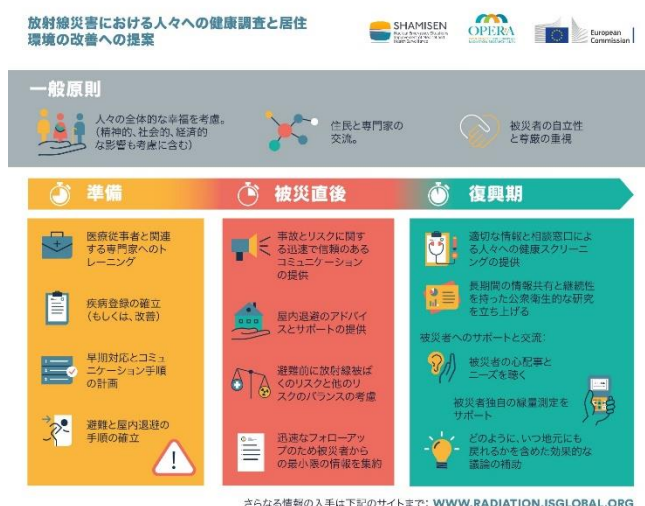 放射線災害における人々への健康調査と居住
環境の改善への提案
SHAMISEN
OPERRA
European
Commission
一般原則
人々の全体的な幸福を考慮。
(精神的、社会的、経済的
な影響も考慮に含む)
住民と専門家の
交流。
被災者の自立性
と尊厳の重視
準備
被災直後
復興期
医療従事者と関連
する専門家へのト
レーニング
疾病登録の確立
(もしくは、改善)
早期対応とコミュ
ニケーション手順
の計画
避難と屋内退避の
手順の確立
事故とリスクに関す
る迅速で信頼のある
コミュニケーション
の提供
屋内退避のアドバイ
スとサポートの提供
避難前に放射線被ば
くのリスクと他のリ
スクのバランスの考慮
迅速なフォローアッ
プのため被災者から
の最小限の情報を集約
適切な情報と相談窓口によ
る人々への健康スクリーニ
ングの提供
長期間の情報共有と継続性
を持った公衆衛生的な研究
を立ち上げる
被災者へのサポートと交流:
被災者の心配事と
ニーズを聴く
被災者独自の線量測定を
サポート
どのように、いつ地元にも
戻れるかを含めた効果的な
議論の補助
さらなる情報の入手は下記のサイトまで: WWW.RADIATION.ISGLOBAL.ORG